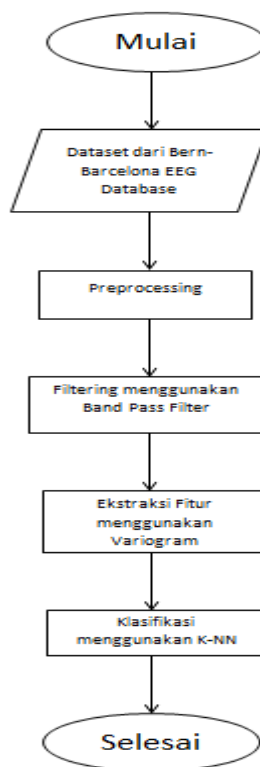 Mulai
Dataset dari Bern-
Barcelona EEG
Database
Preprocessing
Filtering menggunakan
Band Pass Filter
Ekstraksi Fitur
menggunakan
Variogram
Klasifikasi
menggunakan K-NN
Selesai